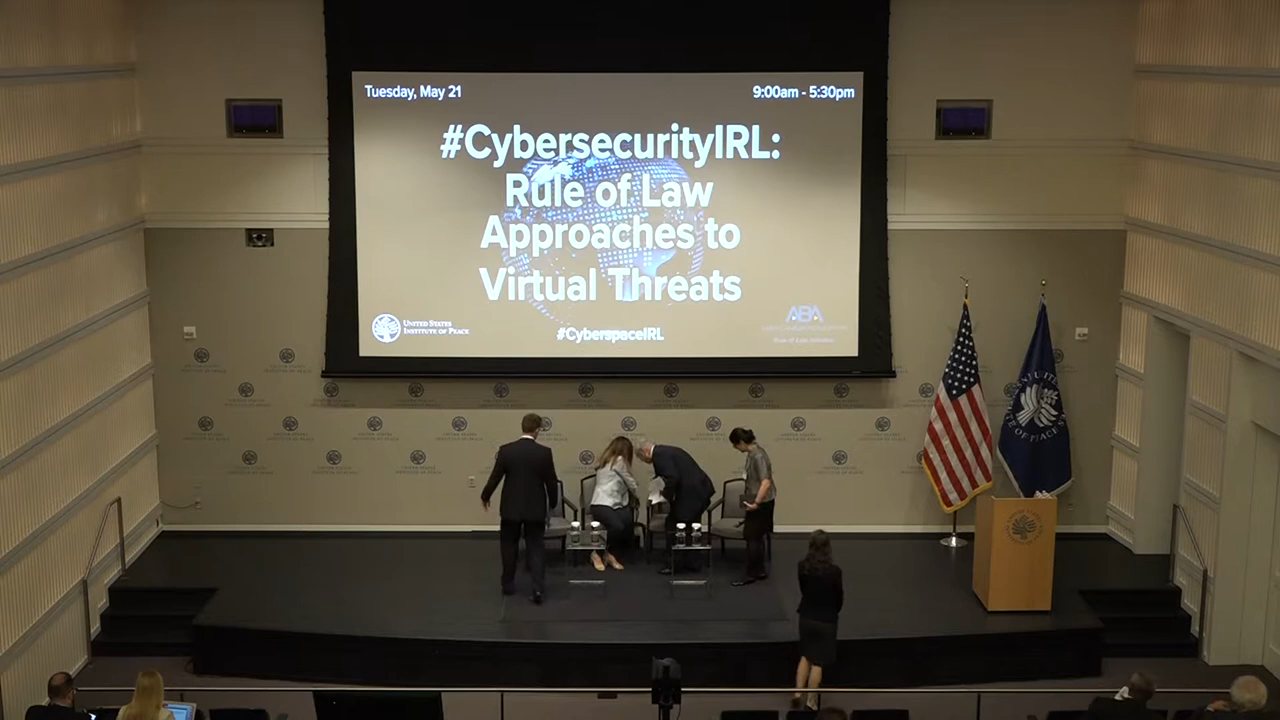 Tuesday, May 21
9:00am - 5:30pm
#CybersecurityIRL:
Rule of Law
Approaches to
Virtual Threats
UNITED STATES
INSTITUTE OF PEACE
#CyberspaceIRL
ABA